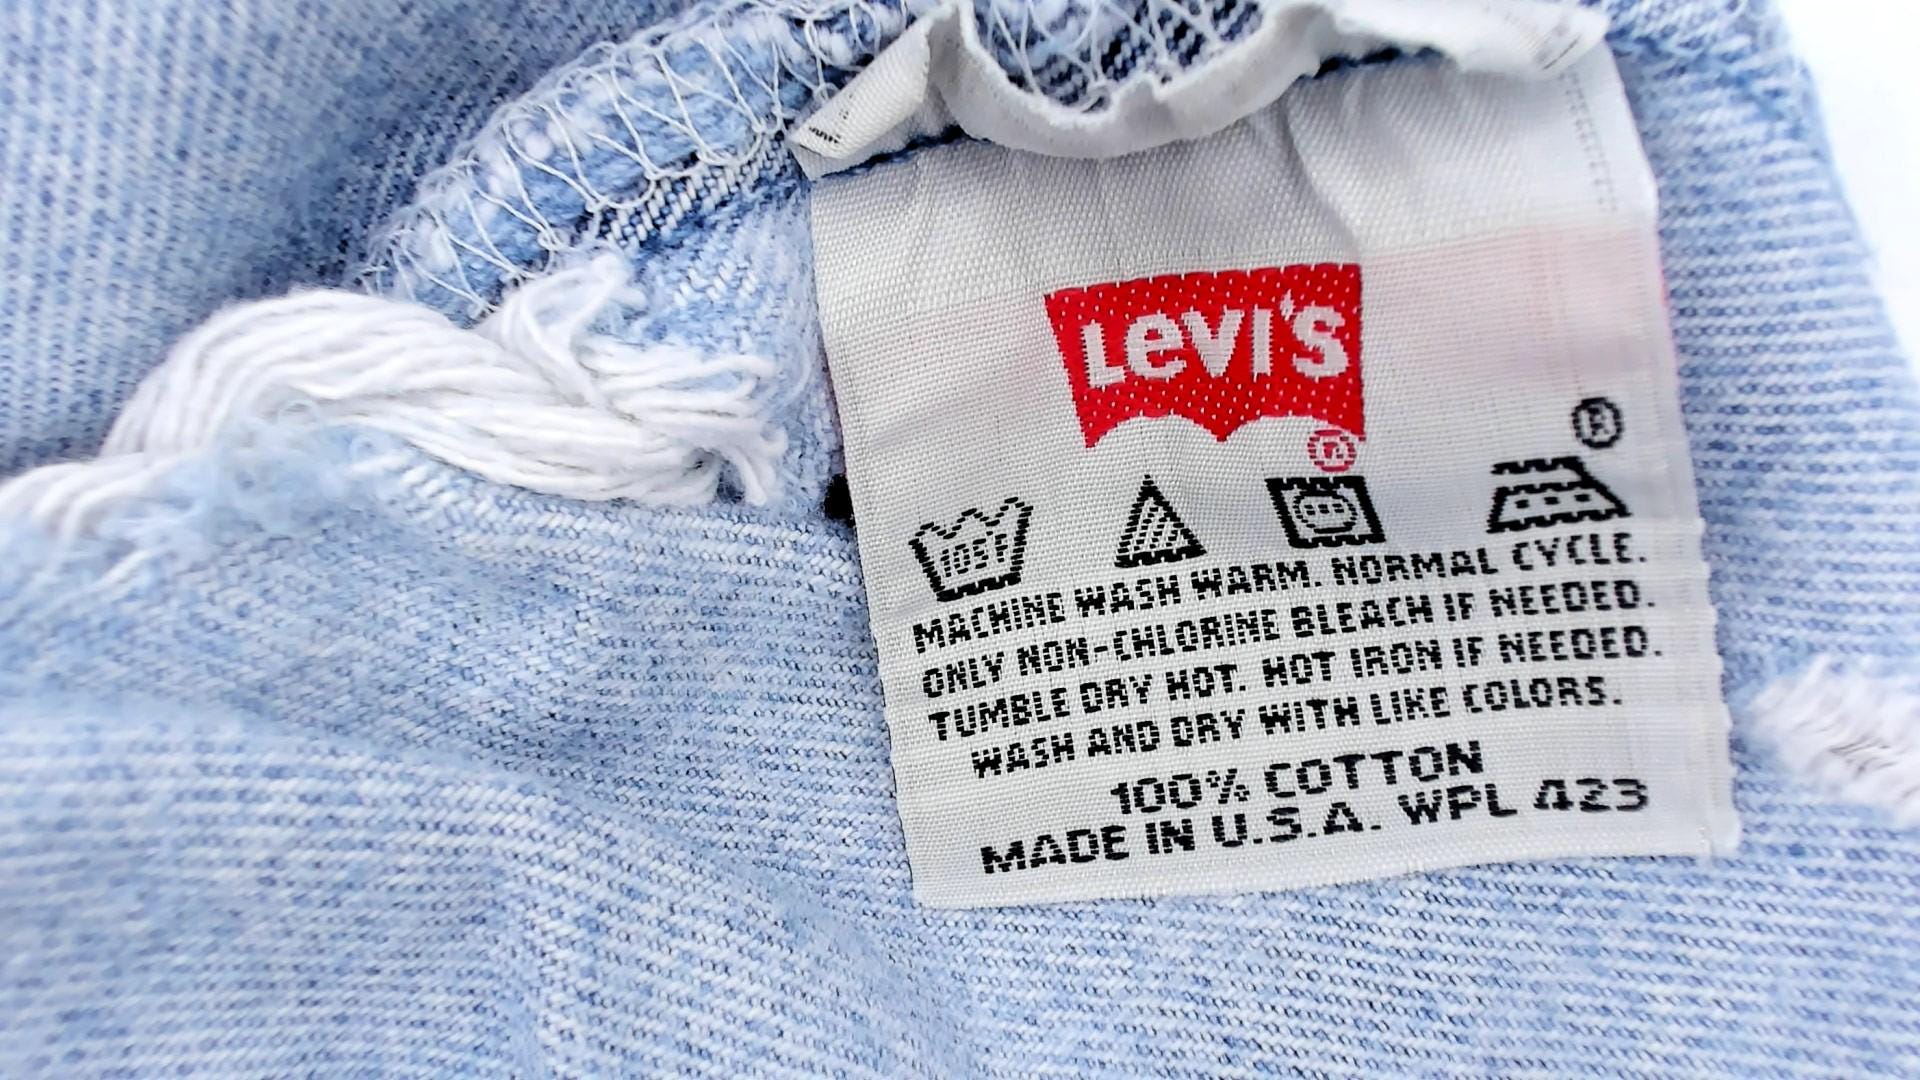 LEVI'S
®
®
105F
MACHINE WASH WARM. NORMAL CYCLE.
ONLY NON-CHLORINE BLEACH IF NEEDED.
TUMBLE DRY HOT. HOT IRON IF NEEDED.
WASH AND DRY WITH LIKE COLORS.
100% COTTON
MADE IN U.S.A. WPL 423